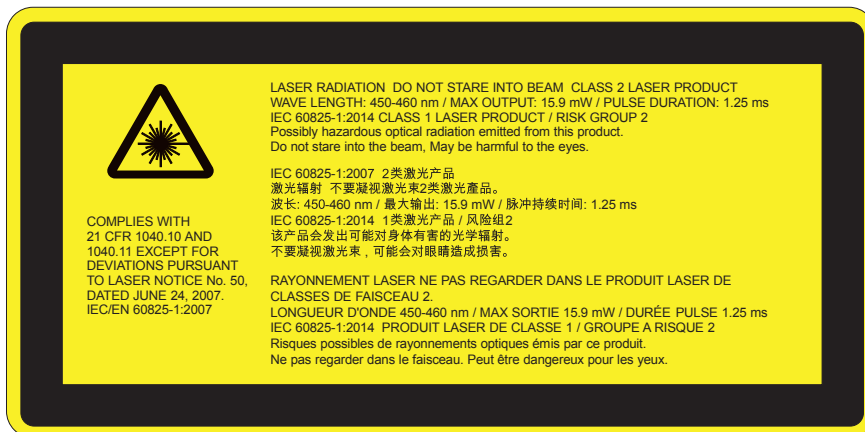 COMPLIES WITH
21 CFR 1040.10 AND
1040.11 EXCEPT FOR
DEVIATIONS PURSUANT
TO LASER NOTICE No. 50,
DATED JUNE 24, 2007.
IEC/EN 60825-1:2007
LASER RADIATION DO NOT STARE INTO BEAM CLASS 2 LASER PRODUCT
WAVE LENGTH: 450-460 nm / MAX OUTPUT: 15.9 mW / PULSE DURATION: 1.25 ms
IEC 60825-1:2014 CLASS 1 LASER PRODUCT / RISK GROUP 2
Possibly hazardous optical radiation emitted from this product.
Do not stare into the beam, May be harmful to the eyes.
IEC 60825-1:2007 2类激光产品
激光辐射 不要凝视激光束2类激光產品。
波长: 450-460 nm / 最大输出: 15.9 mW / 脉冲持续时间: 1.25 ms
IEC 60825-1:2014 1类激光产品 / 风险组2
该产品会发出可能对身体有害的光学辐射。
不要凝视激光束，可能会对眼睛造成损害。
RAYONNEMENT LASER NE PAS REGARDER DANS LE PRODUIT LASER DE
CLASSES DE FAISCEAU 2.
LONGUEUR D'ONDE 450-460 nm / MAX SORTIE 15.9 mW / DURÉE PULSE 1.25 ms
IEC 60825-1:2014 PRODUIT LASER DE CLASSE 1 / GROUPE A RISQUE 2
Risques possibles de rayonnements optiques émis par ce produit.
Ne pas regarder dans le faisceau. Peut être dangereux pour les yeux.